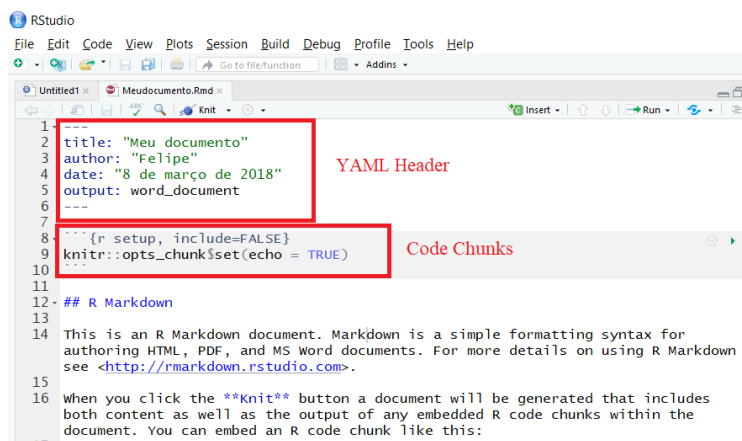 RStudio
File Edit Code View Plots Session Build Debug Profile Tools Help
Go to file/function Addins
Untitled1 × Meudocumento.Rmd ×
ABC Knit Insert Run
1 ---
2 title: "Meu documento"
3 author: "Felipe"
4 date: "8 de março de 2018"
5 output: word_document
6 ---
YAML Header
7
8 ```{r setup, include=FALSE}
9 knitr::opts_chunk$set(echo = TRUE)
10 ```
Code Chunks
11
12 ## R Markdown
13
14 This is an R Markdown document. Markdown is a simple formatting syntax for
authoring HTML, PDF, and MS Word documents. For more details on using R Markdown
see <http://rmarkdown.rstudio.com>.
15
16 When you click the **Knit** button a document will be generated that includes
both content as well as the output of any embedded R code chunks within the
document. You can embed an R code chunk like this: